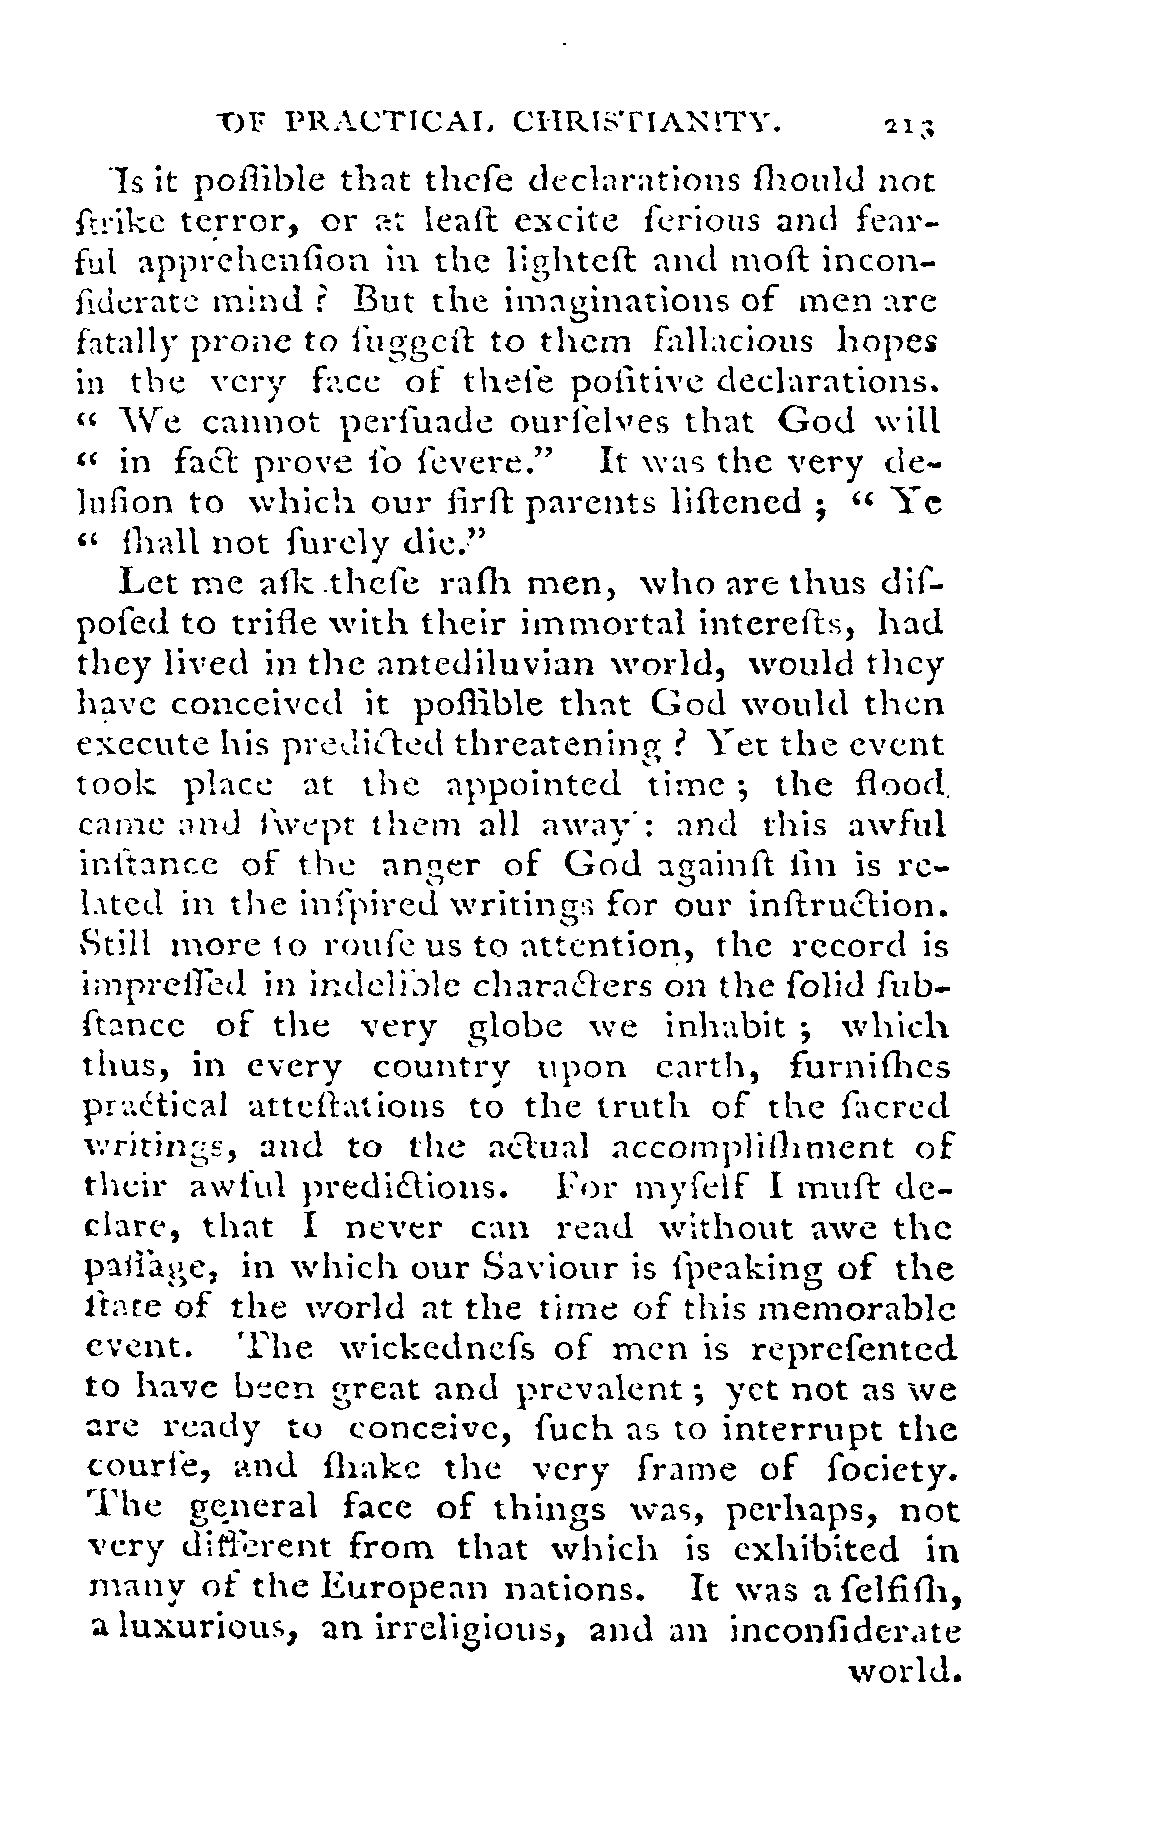 OF PRACTICAL CHRISTIANITY. 213
Is it poſſible that theſe declarations ſhould not
ſtrike terror, or at leaſt excite ſerious and fear-
ful apprehenſion in the lighteſt and moſt incon-
ſiderate mind ? But the imaginations of men are
fatally prone to ſuggeſt to them fallacious hopes
in the very face of theſe poſitive declarations.
“ We cannot perſuade ourſelves that God will
“ in fact prove ſo ſevere.” It was the very de-
luſion to which our firſt parents liſtened ; “ Ye
“ ſhall not ſurely die.”
Let me aſk theſe raſh men, who are thus diſ-
poſed to trifle with their immortal intereſts, had
they lived in the antediluvian world, would they
have conceived it poſſible that God would then
execute his predicted threatening ? Yet the event
took place at the appointed time ; the flood
came and ſwept them all away : and this awful
inſtance of the anger of God againſt ſin is re-
lated in the inſpired writings for our inſtruction.
Still more to rouſe us to attention, the record is
impreſſed in indelible characters on the ſolid ſub-
ſtance of the very globe we inhabit ; which
thus, in every country upon earth, furniſhes
practical atteſtations to the truth of the ſacred
writings, and to the actual accompliſhment of
their awful predictions. For myſelf I muſt de-
clare, that I never can read without awe the
paſſage, in which our Saviour is ſpeaking of the
ſtate of the world at the time of this memorable
event. The wickedneſs of men is repreſented
to have been great and prevalent ; yet not as we
are ready to conceive, ſuch as to interrupt the
courſe, and ſhake the very frame of ſociety.
The general face of things was, perhaps, not
very different from that which is exhibited in
many of the European nations. It was a ſelfiſh,
a luxurious, an irreligious, and an inconſiderate
world.